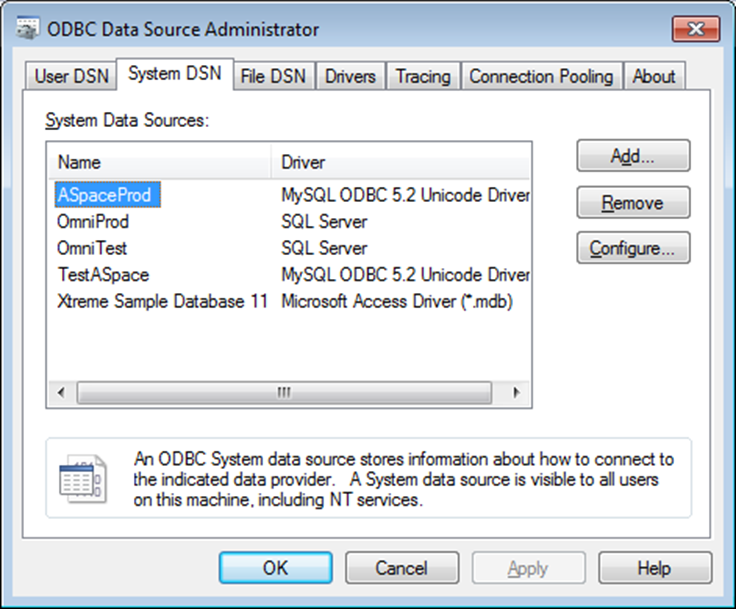 ODBC Data Source Administrator
User DSN System DSN File DSN Drivers Tracing Connection Pooling About
System Data Sources:
Name Driver
ASpaceProd MySQL ODBC 5.2 Unicode Driver
OmniProd SQL Server
OmniTest SQL Server
TestASpace MySQL ODBC 5.2 Unicode Driver
Xtreme Sample Database 11 Microsoft Access Driver (*.mdb)
Add...
Remove
Configure...
An ODBC System data source stores information about how to connect to
the indicated data provider. A System data source is visible to all users
on this machine, including NT services.
OK Cancel Apply Help